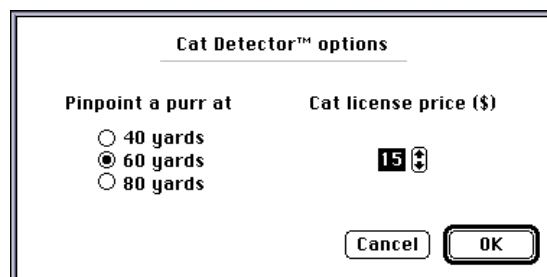 Cat Detector™ options
Pinpoint a purr at
40 yards
60 yards
80 yards
Cat license price ($)
15
Cancel
OK